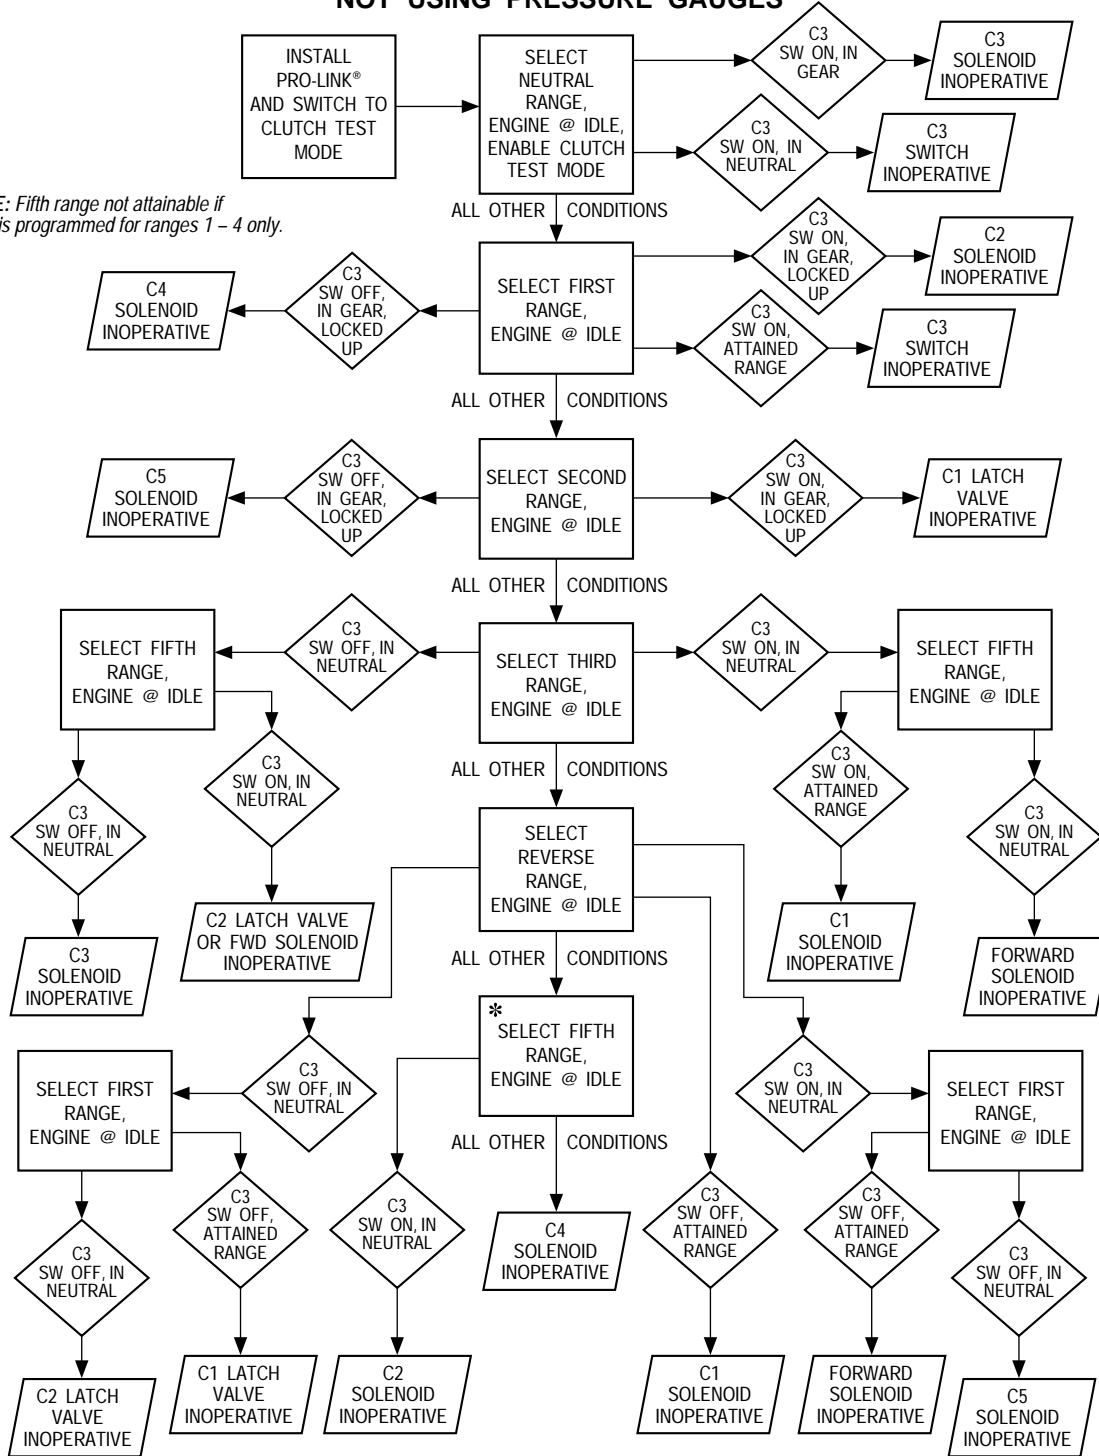 NOT USING PRESSURE GAUGES
INSTALL
PRO-LINK®
AND SWITCH TO
CLUTCH TEST
MODE
SELECT
NEUTRAL
RANGE,
ENGINE @ IDLE,
ENABLE CLUTCH
TEST MODE
C3
SW ON, IN
GEAR
C3
SOLENOID
INOPERATIVE
C3
SW ON, IN
NEUTRAL
C3
SWITCH
INOPERATIVE
E: Fifth range not attainable if
is programmed for ranges 1 – 4 only.
ALL OTHER CONDITIONS
C4
SOLENOID
INOPERATIVE
C3
SW OFF,
IN GEAR,
LOCKED
UP
SELECT FIRST
RANGE,
ENGINE @ IDLE
C3
SW ON,
IN GEAR,
LOCKED
UP
C2
SOLENOID
INOPERATIVE
C3
SW ON,
ATTAINED
RANGE
C3
SWITCH
INOPERATIVE
ALL OTHER CONDITIONS
C5
SOLENOID
INOPERATIVE
C3
SW OFF,
IN GEAR,
LOCKED
UP
SELECT SECOND
RANGE,
ENGINE @ IDLE
C3
SW ON,
IN GEAR,
LOCKED
UP
C1 LATCH
VALVE
INOPERATIVE
ALL OTHER CONDITIONS
SELECT FIFTH
RANGE,
ENGINE @ IDLE
C3
SW OFF, IN
NEUTRAL
SELECT THIRD
RANGE,
ENGINE @ IDLE
C3
SW ON, IN
NEUTRAL
SELECT FIFTH
RANGE,
ENGINE @ IDLE
C3
SW OFF, IN
NEUTRAL
C3
SW ON, IN
NEUTRAL
ALL OTHER CONDITIONS
C3
SW ON,
ATTAINED
RANGE
C3
SW ON, IN
NEUTRAL
C3
SOLENOID
INOPERATIVE
C2 LATCH VALVE
OR FWD SOLENOID
INOPERATIVE
SELECT
REVERSE
RANGE,
ENGINE @ IDLE
C1
SOLENOID
INOPERATIVE
FORWARD
SOLENOID
INOPERATIVE
ALL OTHER CONDITIONS
SELECT FIRST
RANGE,
ENGINE @ IDLE
C3
SW OFF, IN
NEUTRAL
*
SELECT FIFTH
RANGE,
ENGINE @ IDLE
C3
SW ON, IN
NEUTRAL
SELECT FIRST
RANGE,
ENGINE @ IDLE
ALL OTHER CONDITIONS
C3
SW OFF, IN
NEUTRAL
C3
SW OFF,
ATTAINED
RANGE
C3
SW ON, IN
NEUTRAL
C4
SOLENOID
INOPERATIVE
C3
SW OFF,
ATTAINED
RANGE
C3
SW OFF,
ATTAINED
RANGE
C3
SW OFF, IN
NEUTRAL
C2 LATCH
VALVE
INOPERATIVE
C1 LATCH
VALVE
INOPERATIVE
C2
SOLENOID
INOPERATIVE
C1
SOLENOID
INOPERATIVE
FORWARD
SOLENOID
INOPERATIVE
C5
SOLENOID
INOPERATIVE